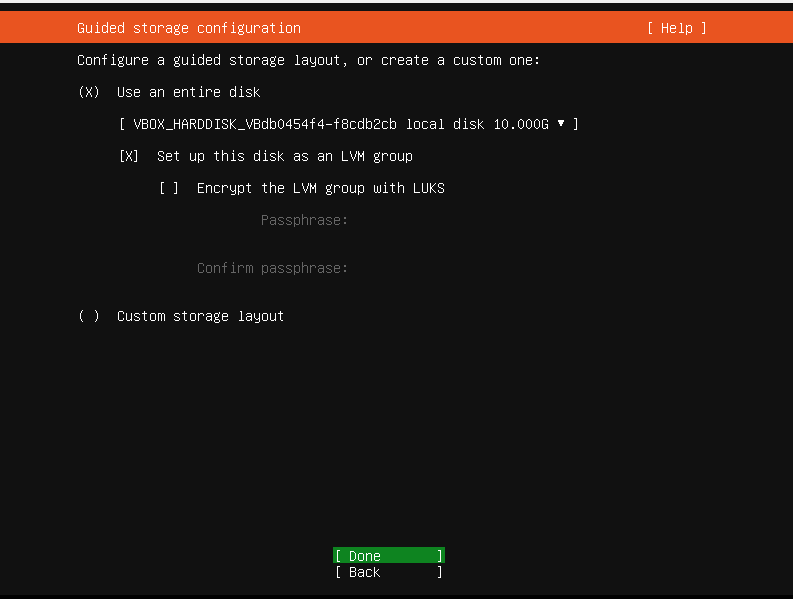 Guided storage configuration [ Help ]
Configure a guided storage layout, or create a custom one:
(X) Use an entire disk
[ VBOX_HARDDISK_VBdb0454f4-f8cdb2cb local disk 10.000G ▾ ]
[X] Set up this disk as an LVM group
[ ] Encrypt the LVM group with LUKS
Passphrase:
Confirm passphrase:
( ) Custom storage layout
[ Done ]
[ Back ]